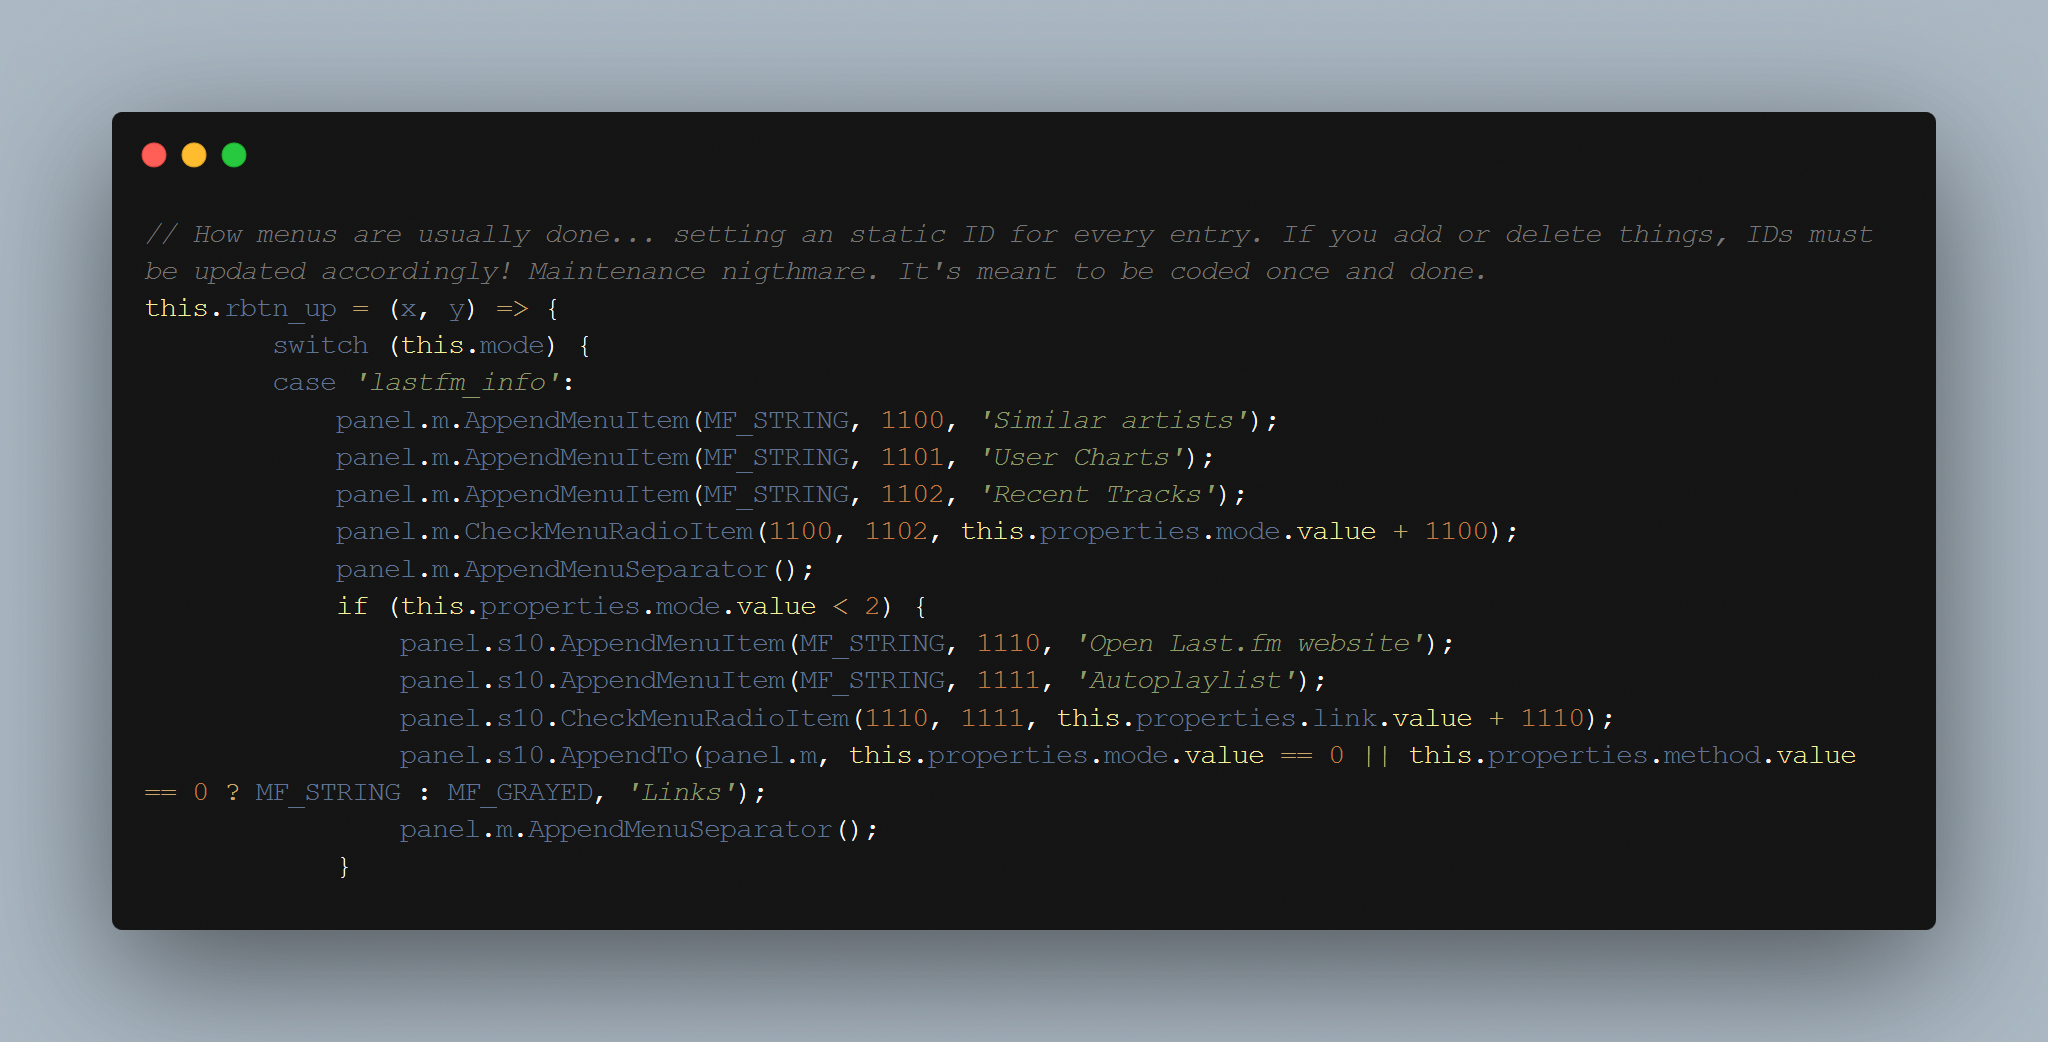 // How menus are usually done... setting an static ID for every entry. If you add or delete things, IDs must
be updated accordingly! Maintenance nigthmare. It's meant to be coded once and done.
this.rbtn_up = (x, y) => {
        switch (this.mode) {
        case 'lastfm_info':
            panel.m.AppendMenuItem(MF_STRING, 1100, 'Similar artists');
            panel.m.AppendMenuItem(MF_STRING, 1101, 'User Charts');
            panel.m.AppendMenuItem(MF_STRING, 1102, 'Recent Tracks');
            panel.m.CheckMenuRadioItem(1100, 1102, this.properties.mode.value + 1100);
            panel.m.AppendMenuSeparator();
            if (this.properties.mode.value < 2) {
                panel.s10.AppendMenuItem(MF_STRING, 1110, 'Open Last.fm website');
                panel.s10.AppendMenuItem(MF_STRING, 1111, 'Autoplaylist');
                panel.s10.CheckMenuRadioItem(1110, 1111, this.properties.link.value + 1110);
                panel.s10.AppendTo(panel.m, this.properties.mode.value == 0 || this.properties.method.value
== 0 ? MF_STRING : MF_GRAYED, 'Links');
                panel.m.AppendMenuSeparator();
            }